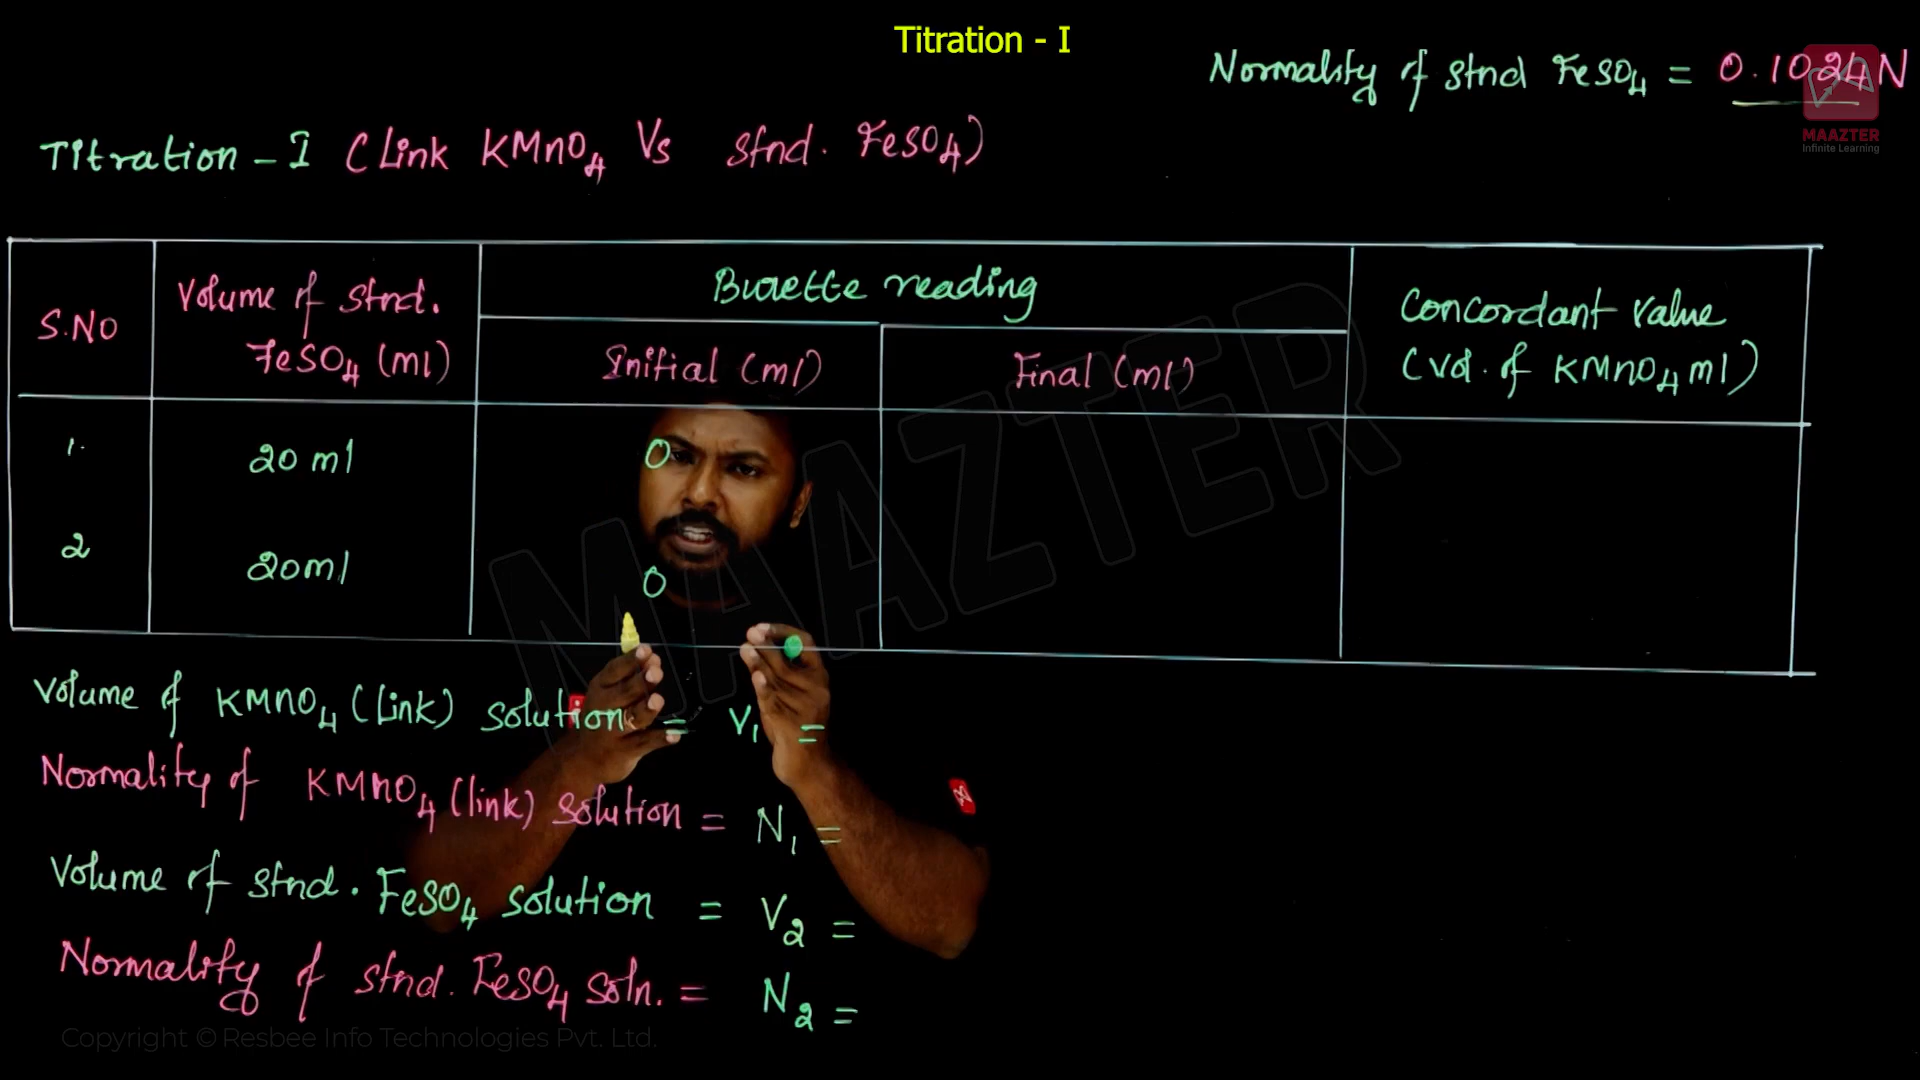 Titration - I
Normality of stnd FeSO4 = 0.1024 N
MAAZTER
Infinite Learning
Titration - I (Link KMnO4 Vs stnd. FeSO4)
S.NO
Volume of stnd. FeSO4 (ml)
Burette reading
Initial (ml)
Final (ml)
Concordant value
(Vol. of KMnO4 ml)
1. 20 ml 0
2 20ml 0
MAAZTER
Volume of KMnO4 (Link) solution = V1 =
Normality of KMnO4 (link) solution = N1 =
Volume of stnd. FeSO4 solution = V2 =
Normality of stnd. FeSO4 soln. = N2 =
Copyright © Resbee Info Technologies Pvt. Ltd.